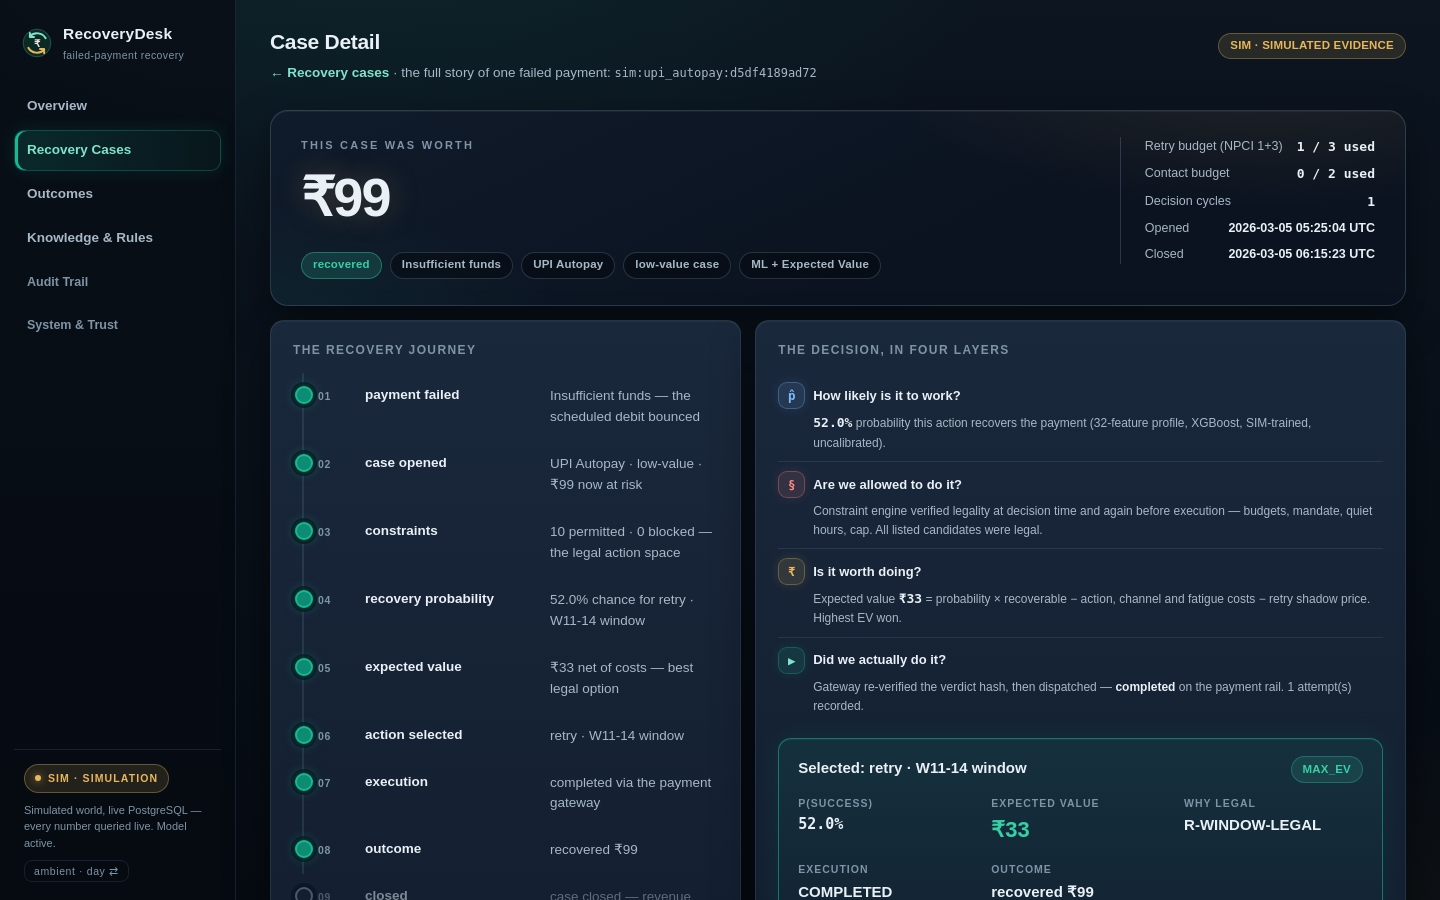 RecoveryDesk
failed-payment recovery
Overview
Recovery Cases
Outcomes
Knowledge & Rules
Audit Trail
System & Trust
SIM · SIMULATION
Simulated world, live PostgreSQL —
every number queried live. Model
active.
ambient · day ⇄
Case Detail
SIM · SIMULATED EVIDENCE
← Recovery cases · the full story of one failed payment: sim:upi_autopay:d5df4189ad72
THIS CASE WAS WORTH
₹99
recovered
Insufficient funds
UPI Autopay
low-value case
ML + Expected Value
Retry budget (NPCI 1+3) 1 / 3 used
Contact budget 0 / 2 used
Decision cycles 1
Opened 2026-03-05 05:25:04 UTC
Closed 2026-03-05 06:15:23 UTC
THE RECOVERY JOURNEY
01 payment failed Insufficient funds — the
scheduled debit bounced
02 case opened UPI Autopay · low-value ·
₹99 now at risk
03 constraints 10 permitted · 0 blocked —
the legal action space
04 recovery probability 52.0% chance for retry ·
W11-14 window
05 expected value ₹33 net of costs — best
legal option
06 action selected retry · W11-14 window
07 execution completed via the payment
gateway
08 outcome recovered ₹99
09 closed case closed — revenue
THE DECISION, IN FOUR LAYERS
p̂ How likely is it to work?
52.0% probability this action recovers the payment (32-feature profile, XGBoost, SIM-trained,
uncalibrated).
§ Are we allowed to do it?
Constraint engine verified legality at decision time and again before execution — budgets, mandate, quiet
hours, cap. All listed candidates were legal.
₹ Is it worth doing?
Expected value ₹33 = probability × recoverable − action, channel and fatigue costs − retry shadow price.
Highest EV won.
▶ Did we actually do it?
Gateway re-verified the verdict hash, then dispatched — completed on the payment rail. 1 attempt(s)
recorded.
Selected: retry · W11-14 window
MAX_EV
P(SUCCESS) EXPECTED VALUE WHY LEGAL
52.0% ₹33 R-WINDOW-LEGAL
EXECUTION OUTCOME
COMPLETED recovered ₹99